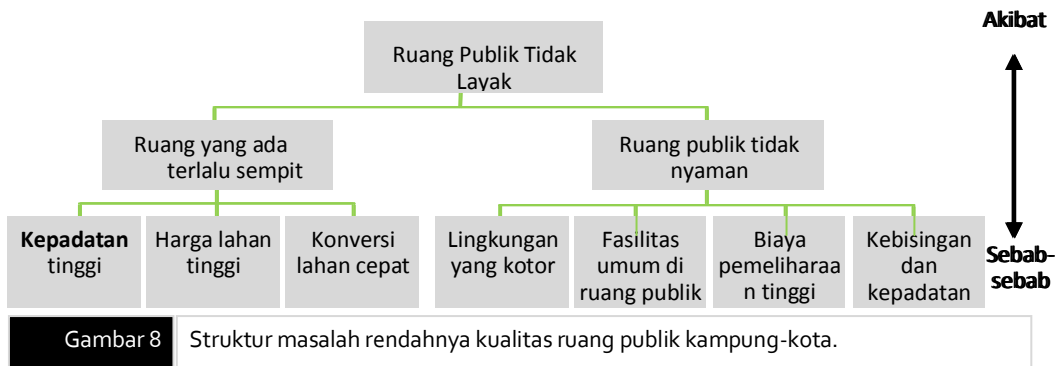 Akibat
Ruang Publik Tidak
Layak
Ruang yang ada
terlalu sempit
Ruang publik tidak
nyaman
Kepadatan
tinggi
Harga lahan
tinggi
Konversi
lahan cepat
Lingkungan
yang kotor
Fasilitas
umum di
ruang publik
Biaya
pemeliharaa
n tinggi
Kebisingan
dan
kepadatan
Sebab-
sebab
Gambar 8
Struktur masalah rendahnya kualitas ruang publik kampung-kota.